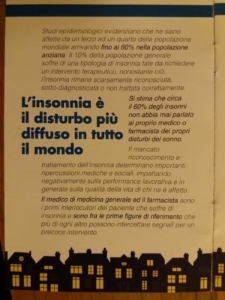 Studi epidemiologici evidenziano che ne siano
affette da un terzo ad un quarto della popolazione
mondiale arrivando fino al 60% nella popolazione
anziana. Il 10% della popolazione generale
soffre di una tipologia di insonnia tale da richiedere
un intervento terapeutico, nonostante ciò,
l'insonnia rimane scarsamente riconosciuta,
sotto-diagnosticata o non trattata correttamente.
L'insonnia è
il disturbo più
diffuso in tutto
il mondo
Si stima che circa
il 60% degli insonni
non abbia mai parlato
al proprio medico o
farmacista dei propri
disturbi del sonno.
Il mancato
riconoscimento e
trattamento dell'insonnia determinano importanti
ripercussioni mediche e sociali, impattando
negativamente sulla performance lavorativa e in
generale sulla qualità della vita di chi ne è affetto.
Il medico di medicina generale ed il farmacista sono
i primi interlocutori del paziente che soffre di
insonnia e sono fra le prime figure di riferimento che
più di ogni altro possono intercettare segnali per un
precoce intervento.